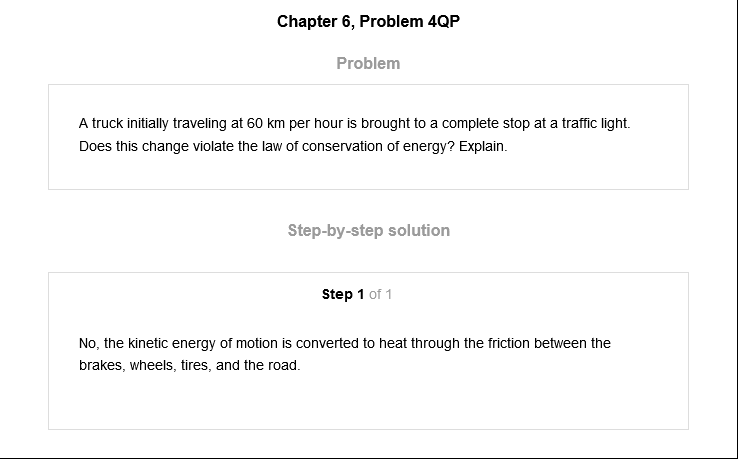 Chapter 6, Problem 4QP
Problem
A truck initially traveling at 60 km per hour is brought to a complete stop at a traffic light.
Does this change violate the law of conservation of energy? Explain.
Step-by-step solution
Step 1 of 1
No, the kinetic energy of motion is converted to heat through the friction between the
brakes, wheels, tires, and the road.